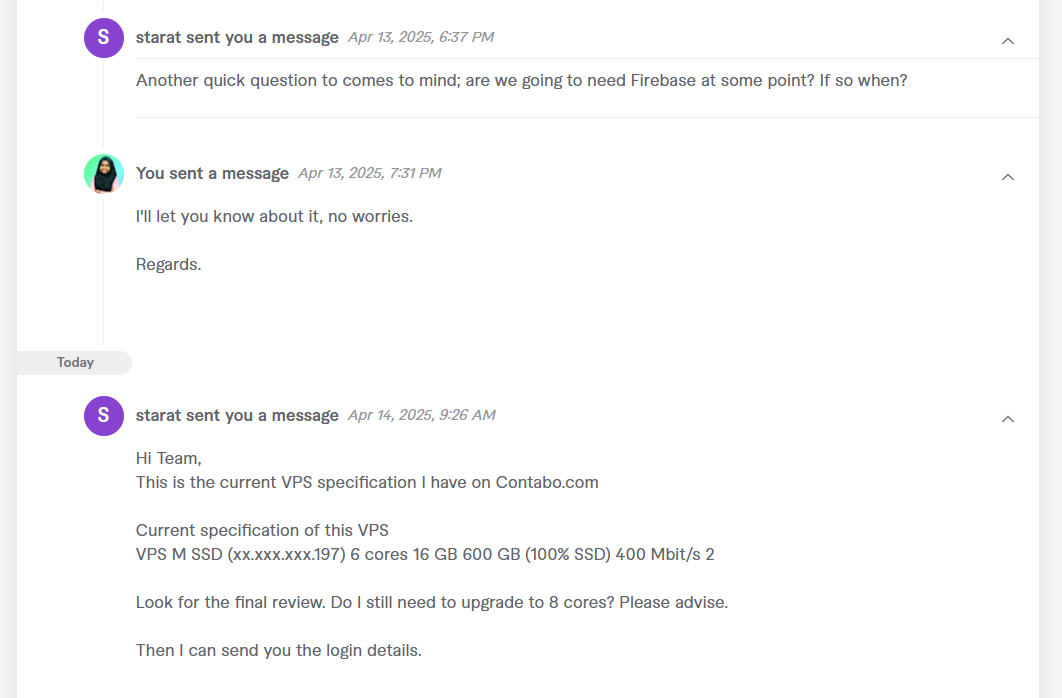 S
starat sent you a message Apr 13, 2025, 6:37 PM
Another quick question to comes to mind; are we going to need Firebase at some point? If so when?
You sent a message Apr 13, 2025, 7:31 PM
I'll let you know about it, no worries.
Regards.
Today
S
starat sent you a message Apr 14, 2025, 9:26 AM
Hi Team,
This is the current VPS specification I have on Contabo.com
Current specification of this VPS
VPS M SSD (xx.xxx.xxx.197) 6 cores 16 GB 600 GB (100% SSD) 400 Mbit/s 2
Look for the final review. Do I still need to upgrade to 8 cores? Please advise.
Then I can send you the login details.